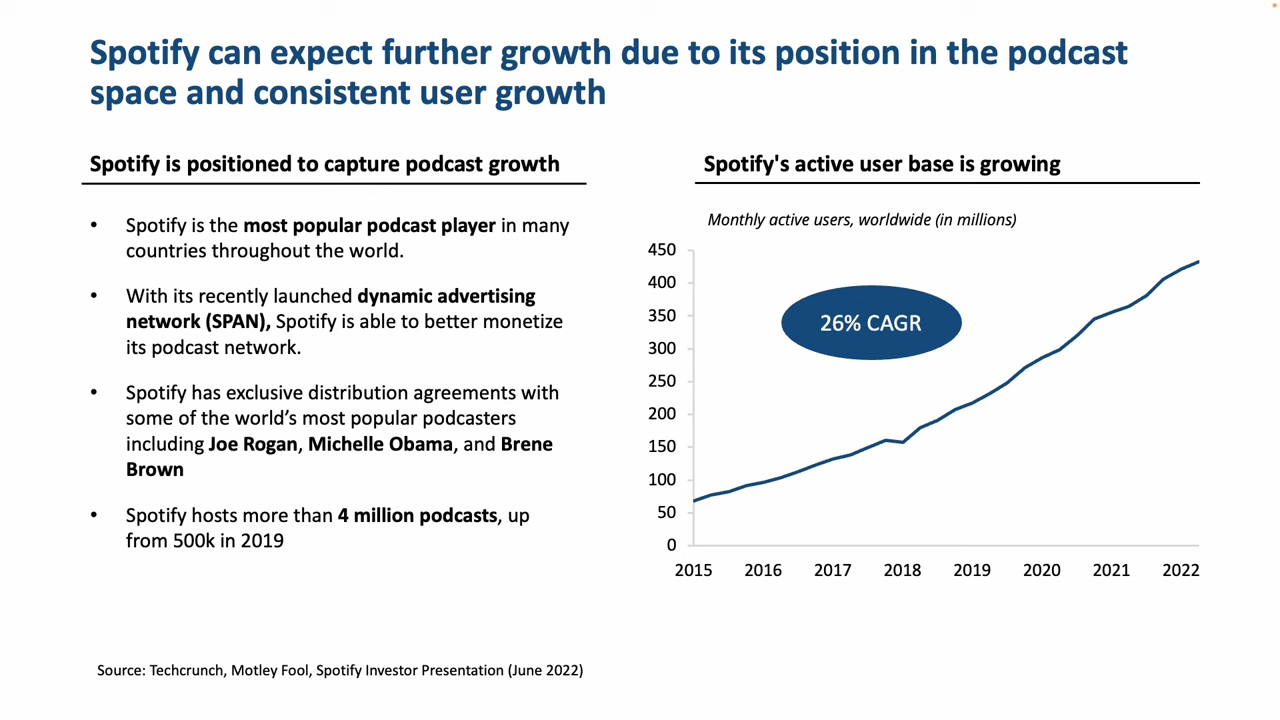 Spotify can expect further growth due to its position in the podcast
space and consistent user growth
Spotify is positioned to capture podcast growth
• Spotify is the most popular podcast player in many
countries throughout the world.
• With its recently launched dynamic advertising
network (SPAN), Spotify is able to better monetize
its podcast network.
• Spotify has exclusive distribution agreements with
some of the world’s most popular podcasters
including Joe Rogan, Michelle Obama, and Brene
Brown
• Spotify hosts more than 4 million podcasts, up
from 500k in 2019
Spotify's active user base is growing
Monthly active users, worldwide (in millions)
450
400
350
300
250
200
150
100
50
0
26% CAGR
2015 2016 2017 2018 2019 2020 2021 2022
Source: Techcrunch, Motley Fool, Spotify Investor Presentation (June 2022)